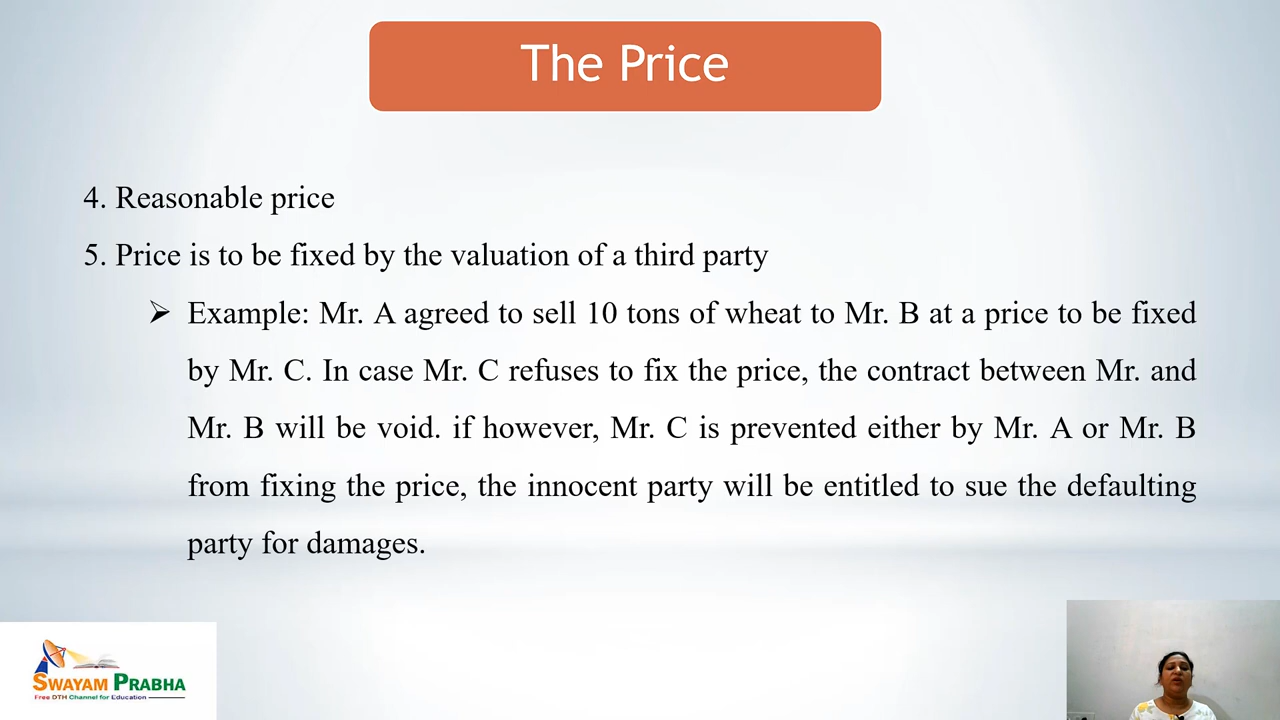 The Price
4. Reasonable price
5. Price is to be fixed by the valuation of a third party
Example: Mr. A agreed to sell 10 tons of wheat to Mr. B at a price to be fixed
by Mr. C. In case Mr. C refuses to fix the price, the contract between Mr. and
Mr. B will be void. if however, Mr. C is prevented either by Mr. A or Mr. B
from fixing the price, the innocent party will be entitled to sue the defaulting
party for damages.
SWAYAM PRABHA
Free DTH Channel for Education